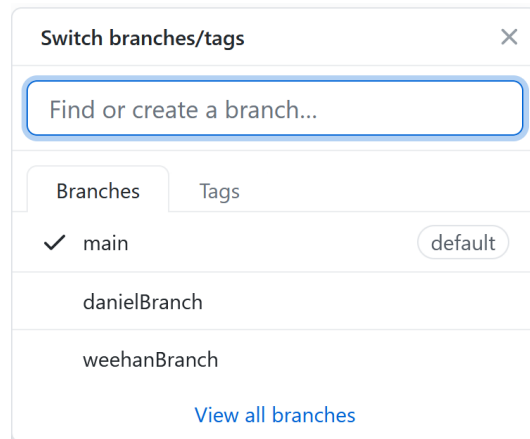 Switch branches/tags
Find or create a branch...
Branches Tags
main default
danielBranch
weehanBranch
View all branches